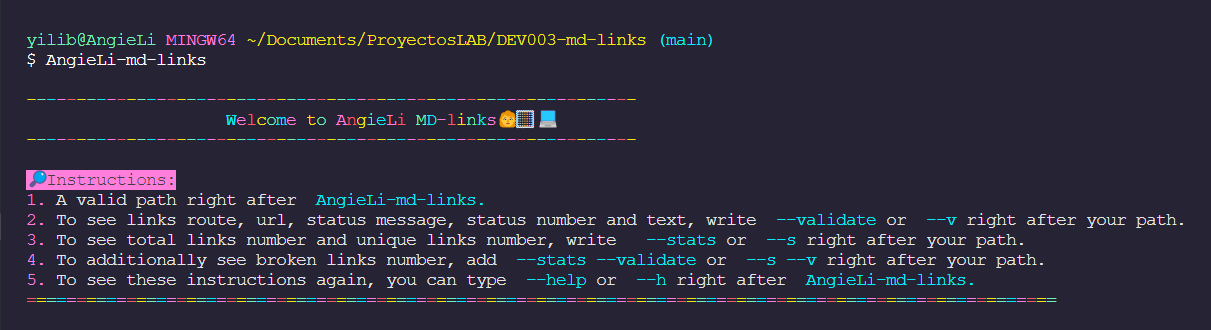 yilib@AngieLi MINGW64 ~/Documents/ProyectosLAB/DEV003-md-links (main)
$ AngieLi-md-links
----------------------------------------------------------------
Welcome to AngieLi MD-links
----------------------------------------------------------------
🔎Instructions:
1. A valid path right after  AngieLi-md-links.
2. To see links route, url, status message, status number and text, write  --validate or  --v right after your path.
3. To see total links number and unique links number, write   --stats or  --s right after your path.
4. To additionally see broken links number, add  --stats --validate or  --s --v right after your path.
5. To see these instructions again, you can type  --help or  --h right after  AngieLi-md-links.
=======================================================================================================